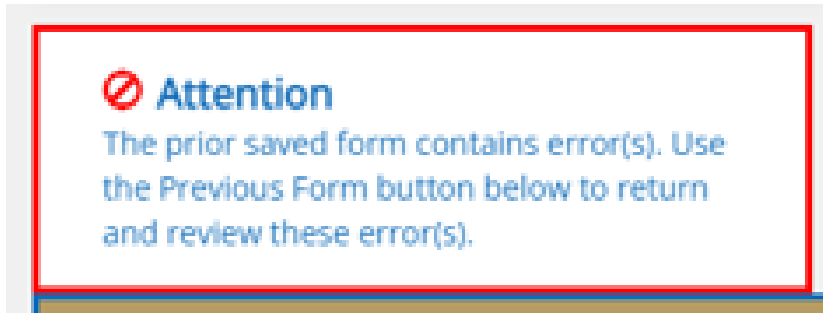 Attention
The prior saved form contains error(s). Use
the Previous Form button below to return
and review these error(s).